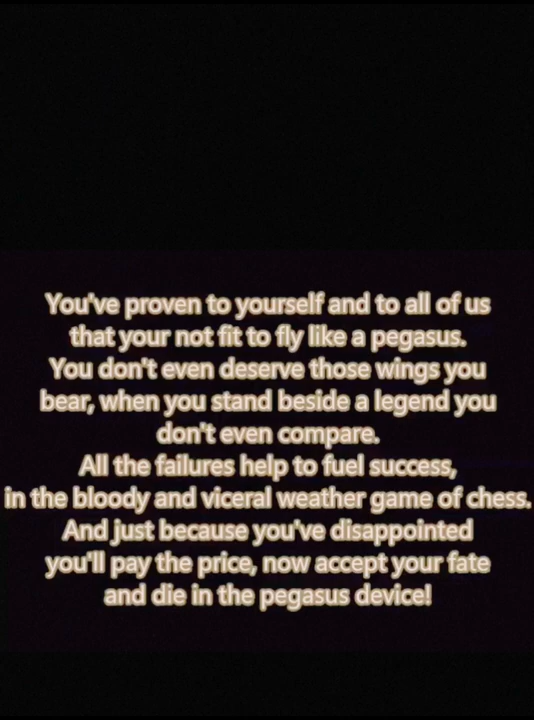 You've proven to yourself and to all of us
that your not fit to fly like a pegasus.
You don't even deserve those wings you
bear, when you stand beside a legend you
don't even compare.
All the failures help to fuel success,
in the bloody and viceral weather game of chess.
And just because you've disappointed
you'll pay the price, now accept your fate
and die in the pegasus device!